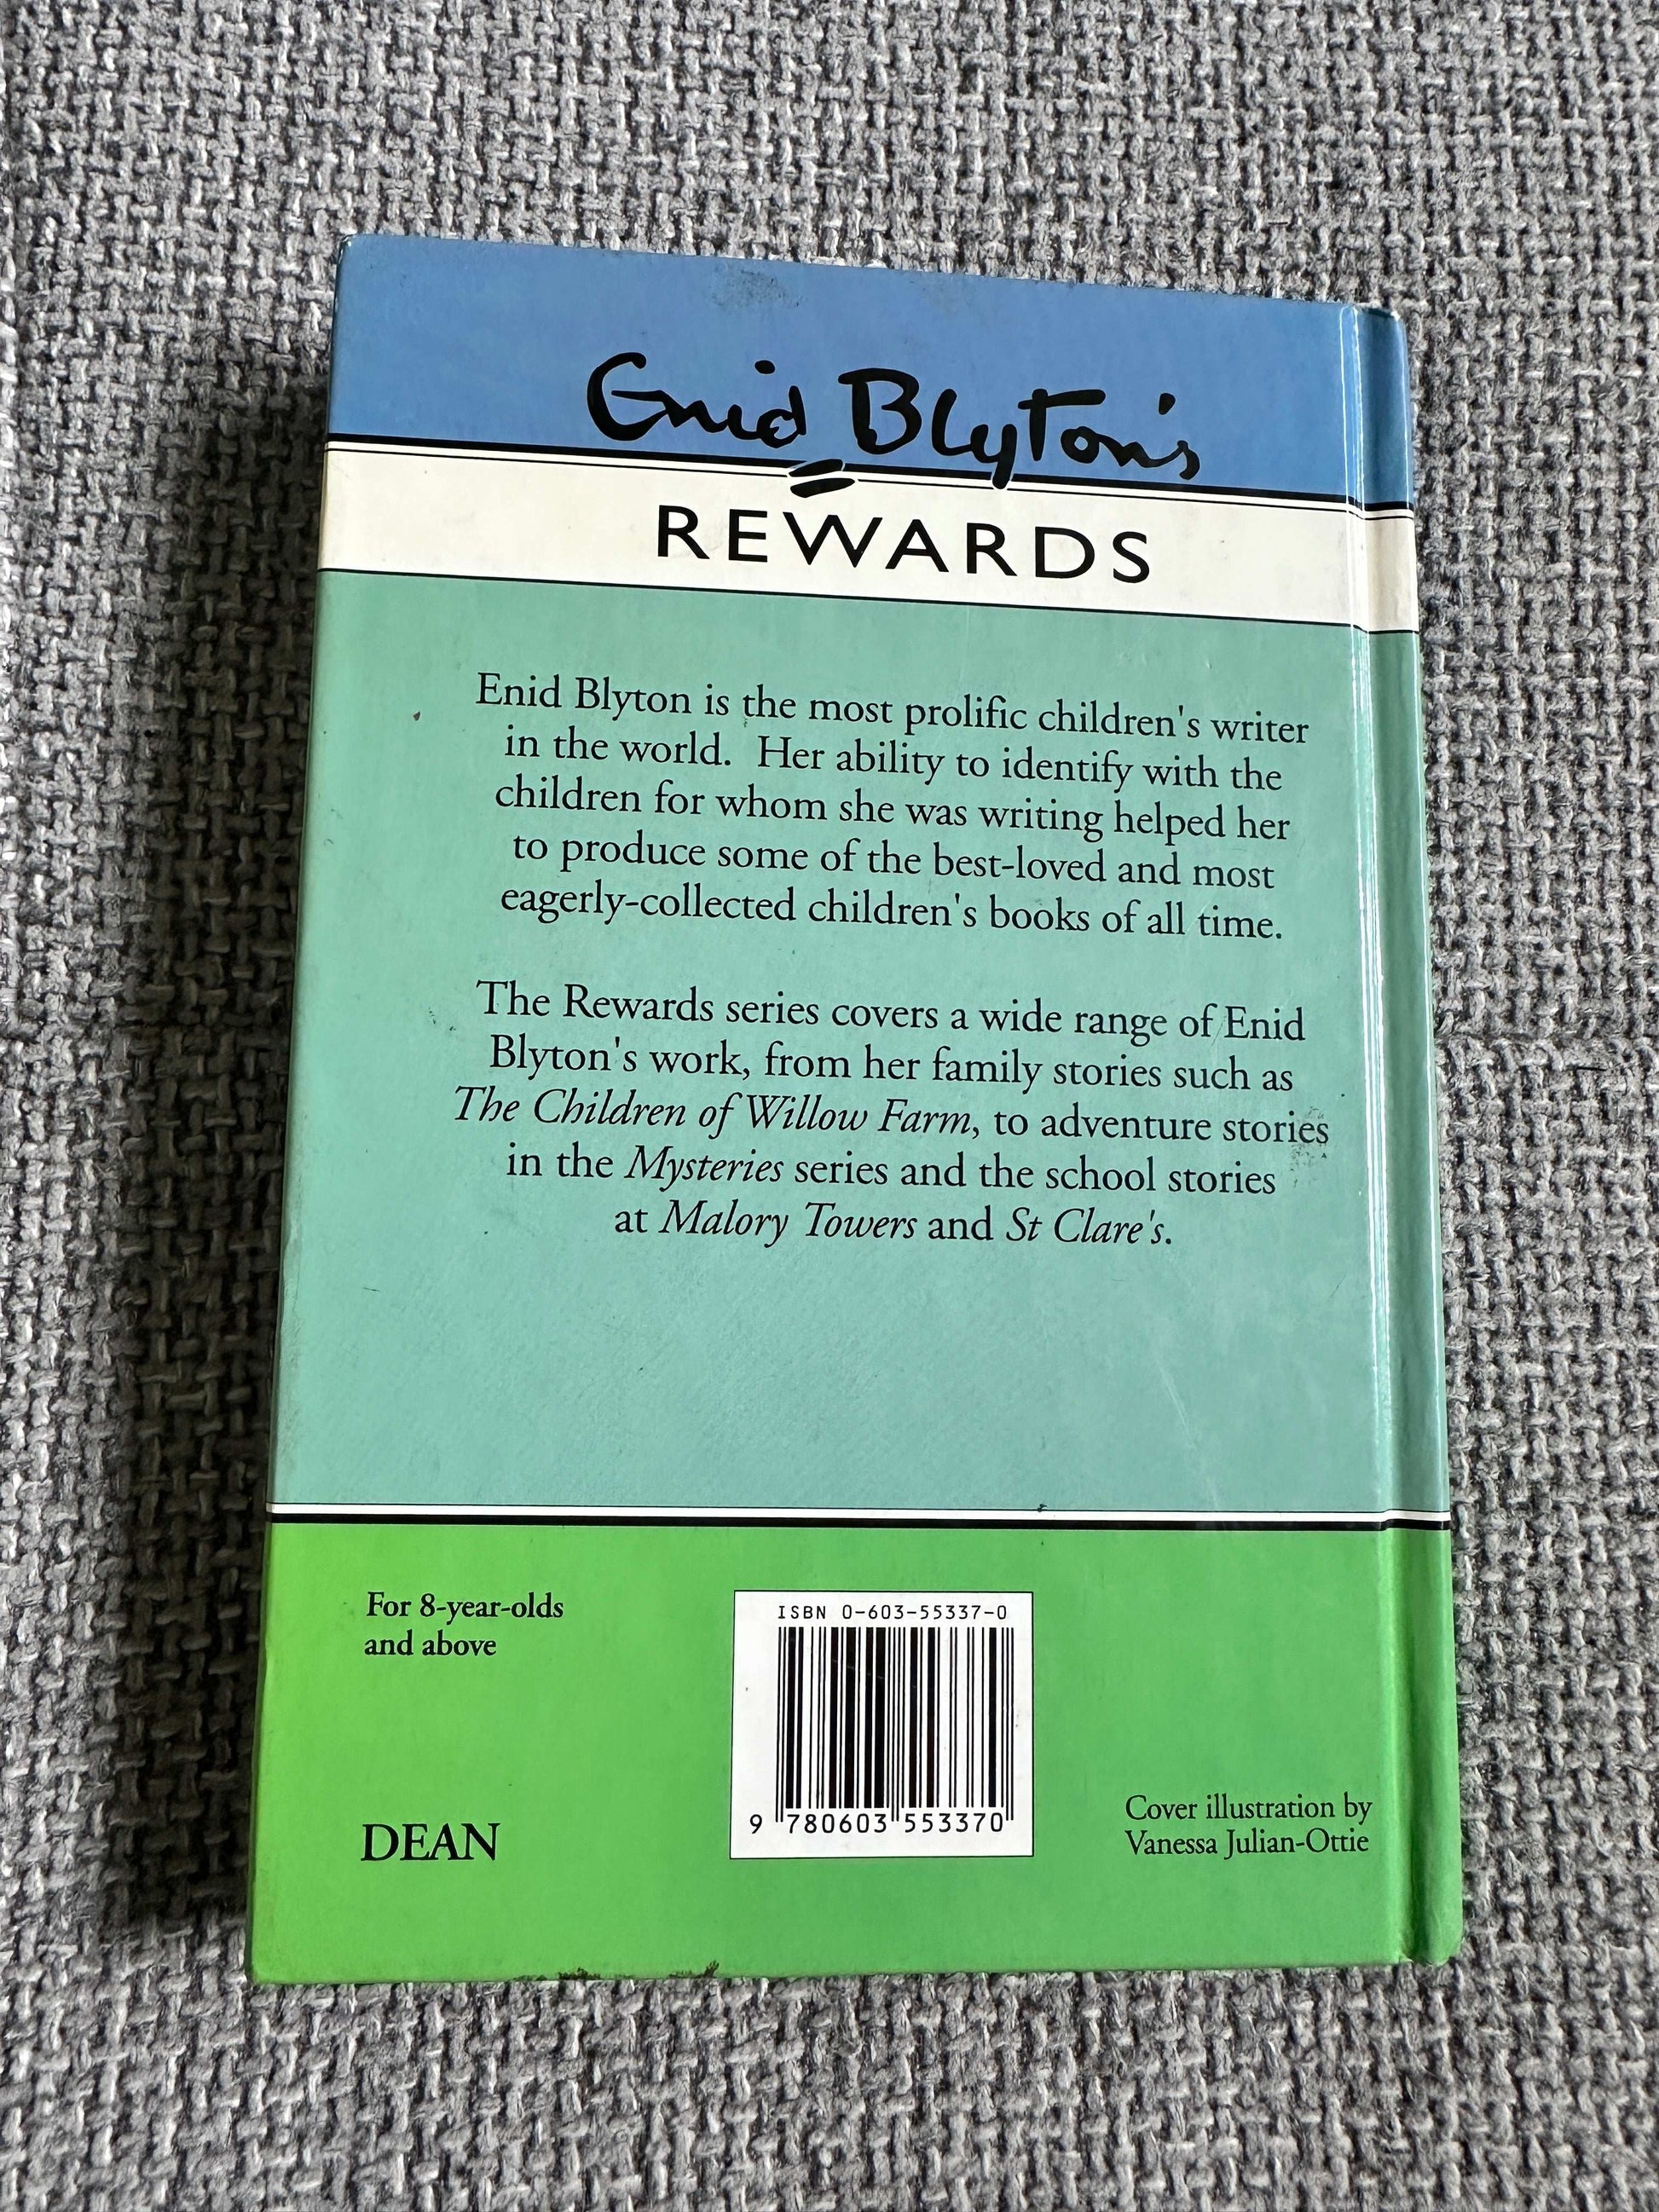 Enid Blyton's
REWARDS
Enid Blyton is the most prolific children's writer
in the world. Her ability to identify with the
children for whom she was writing helped her
to produce some of the best-loved and most
eagerly-collected children's books of all time.
The Rewards series covers a wide range of Enid
Blyton's work, from her family stories such as
The Children of Willow Farm, to adventure stories
in the Mysteries series and the school stories
at Malory Towers and St Clare's.
For 8-year-olds
and above
ISBN 0-603-55337-0
9 780603 553370
DEAN
Cover illustration by
Vanessa Julian-Ottie